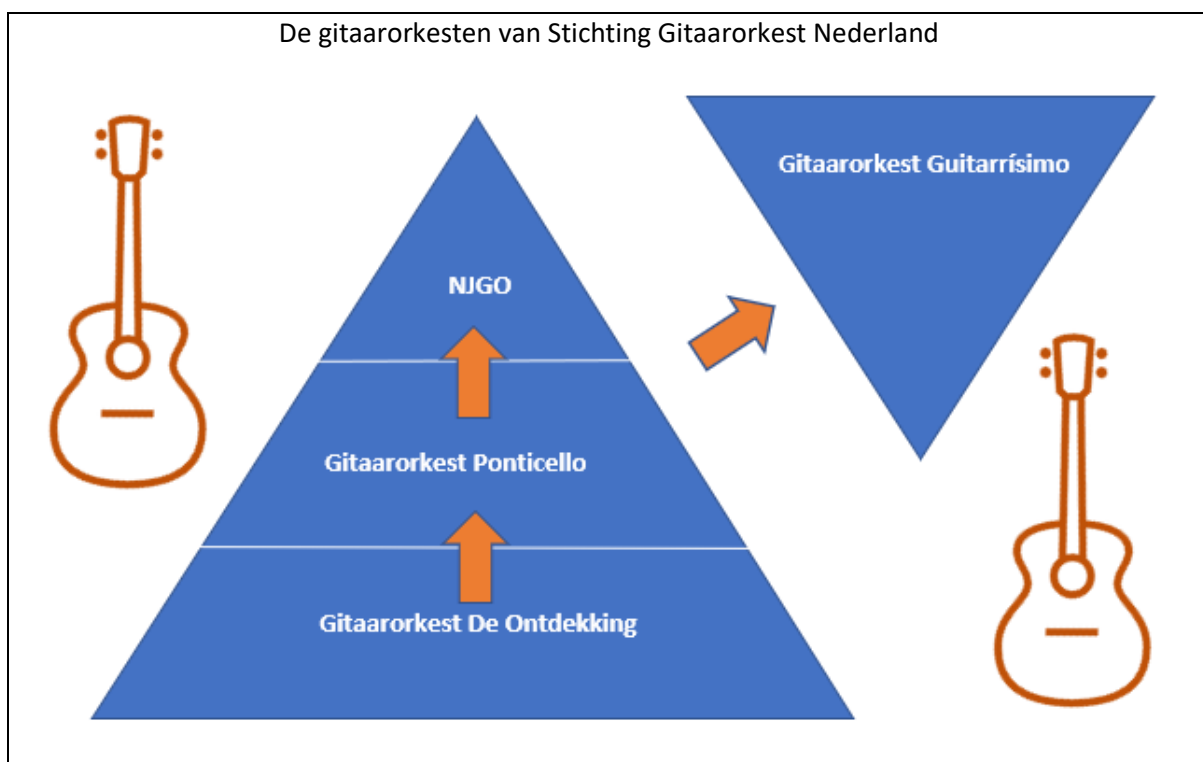 De gitaarorkesten van Stichting Gitaarorkest Nederland
Gitaarorkest Guitarrísimo
NJGO
Gitaarorkest Ponticello
Gitaarorkest De Ontdekking